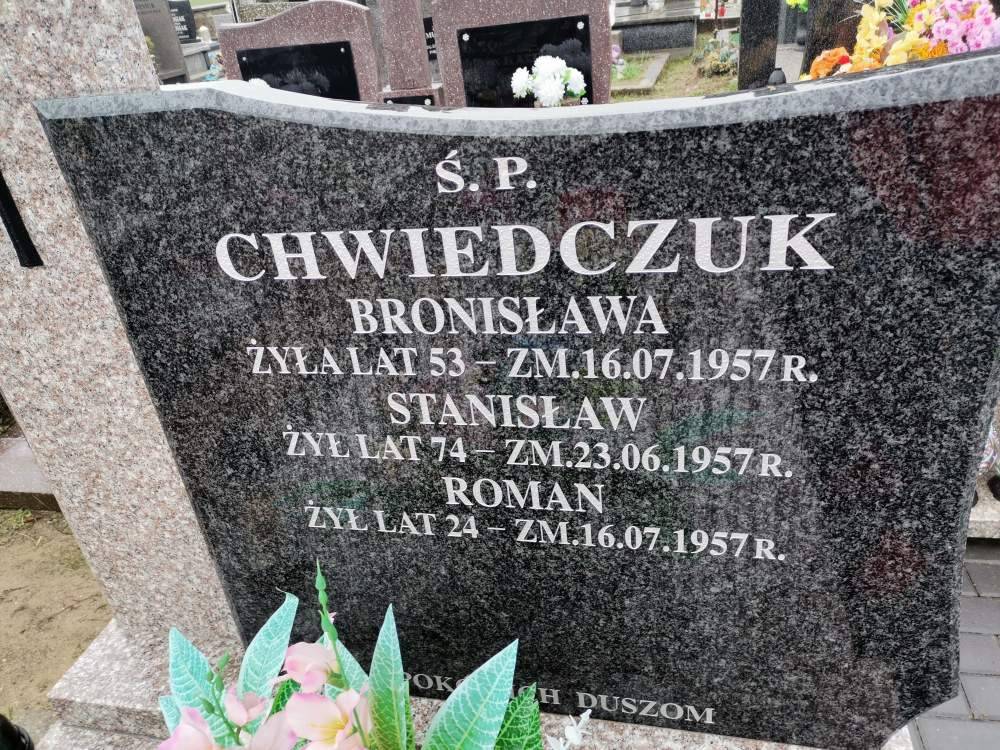 Ś. P.
CHWIEDCZUK
BRONISŁAWA
ŻYŁA LAT 53 – ZM.16.07.1957 R.
STANISŁAW
ŻYŁ LAT 74 – ZM.23.06.1957 R.
ROMAN
ŻYŁ LAT 24 – ZM.16.07.1957 R.
DUSZOM